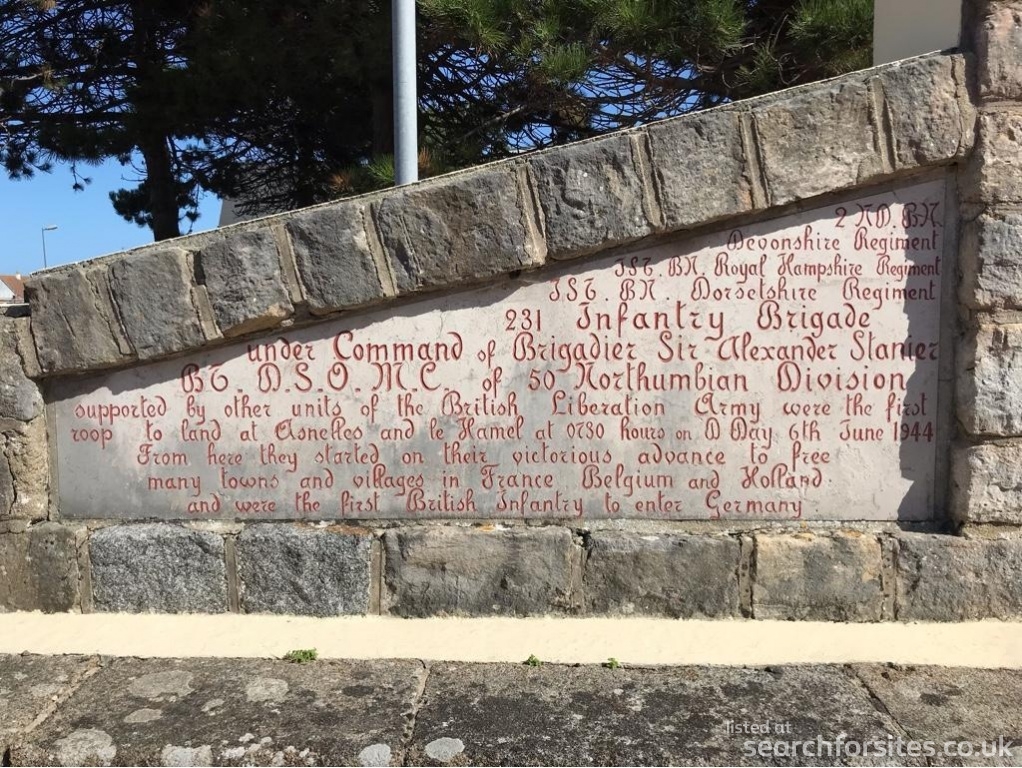 2 ND. BN.
Devonshire Regiment
IST. BN. Royal Hampshire Regiment
IST. BN. Dorsetshire Regiment
231 Infantry Brigade
under Command of Brigadier Sir Alexander Stanier
BT. D.S.O. M.C. of 50 Northumbian Division
supported by other units of the British Liberation Army were the first
roop to land at Asnelles and le Hamel at 0730 hours on D Day 6th June 1944
From here they started on their victorious advance to free
many towns and villages in France Belgium and Holland
and were the first British Infantry to enter Germany
listed at
searchforsites.co.uk